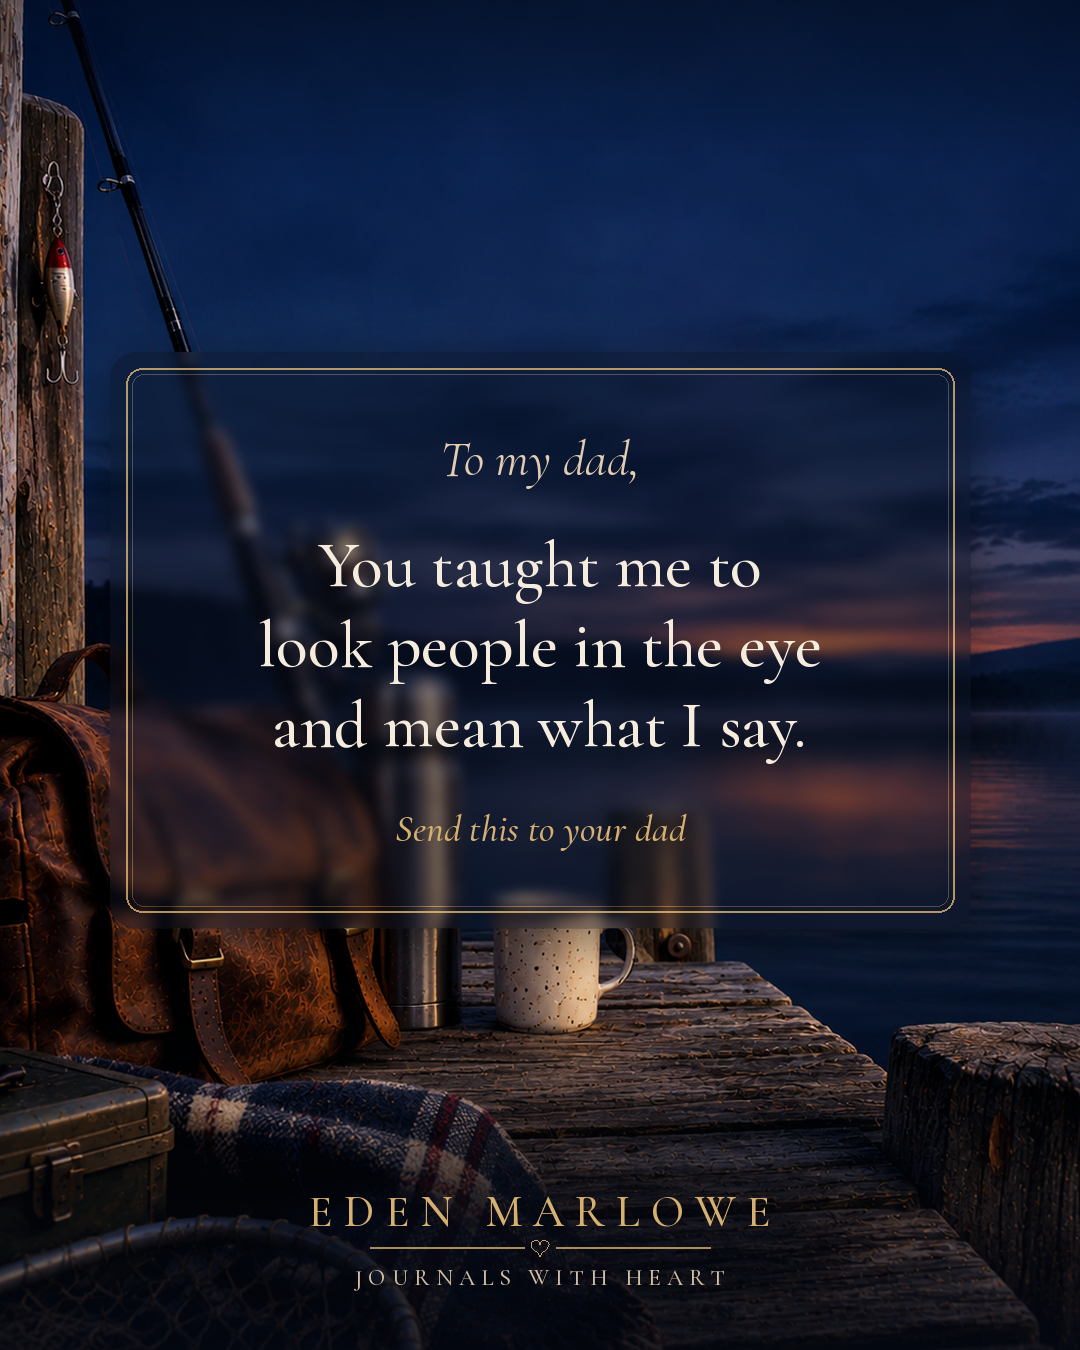 To my dad,
You taught me to
look people in the eye
and mean what I say.
Send this to your dad
EDEN MARLOWE
JOURNALS WITH HEART